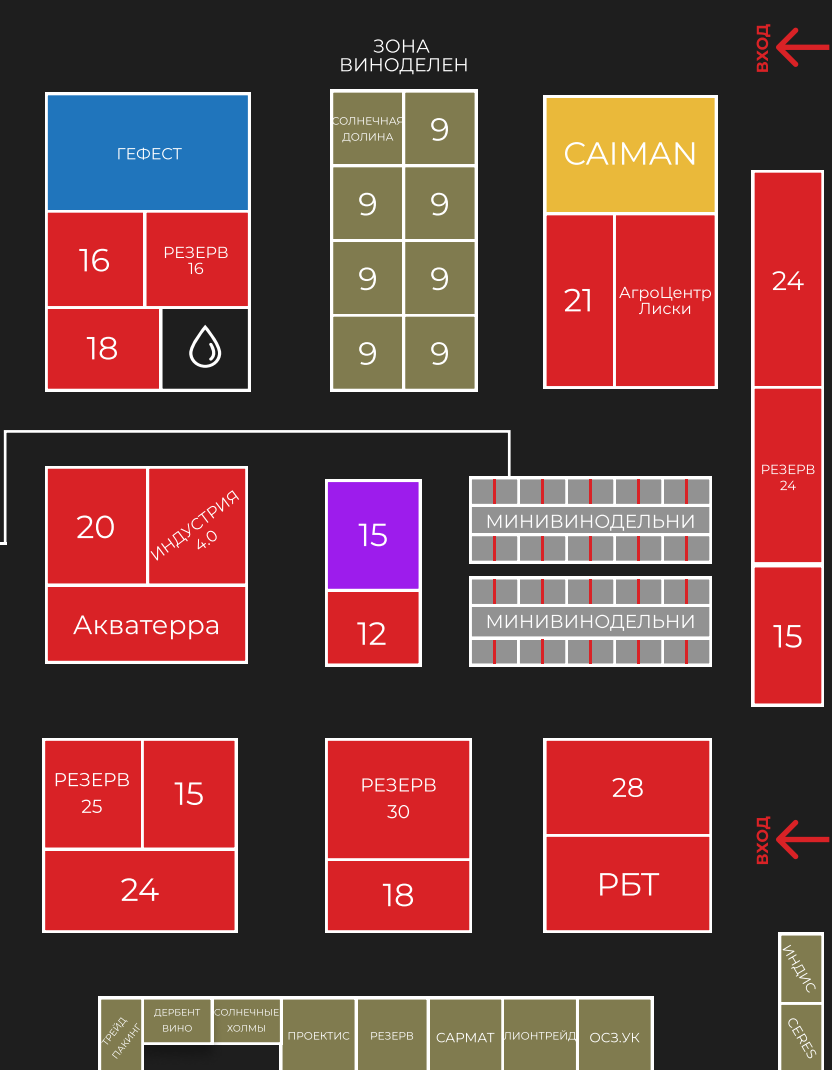 ВХОД
ЗОНА
ВИНОДЕЛЕН
ГЕФЕСТ
16
РЕЗЕРВ
16
18
СОЛНЕЧНАЯ
ДОЛИНА
9
9
9
9
9
9
9
CAIMAN
21
АгроЦентр
Лиски
24
РЕЗЕРВ
24
15
20
ИНДУСТРИЯ
4.0
Акватерра
15
12
МИНИВИНОДЕЛЬНИ
МИНИВИНОДЕЛЬНИ
РЕЗЕРВ
25
15
24
РЕЗЕРВ
30
18
28
РБТ
ВХОД
ИНДИС
CERES
ТРЕЙД
ПАКИНГ
ДЕРБЕНТ
ВИНО
СОЛНЕЧНЫЕ
ХОЛМЫ
ПРОЕКТИС
РЕЗЕРВ
САРМАТ
ЛИОНТРЕЙД
ОСЗ.УК